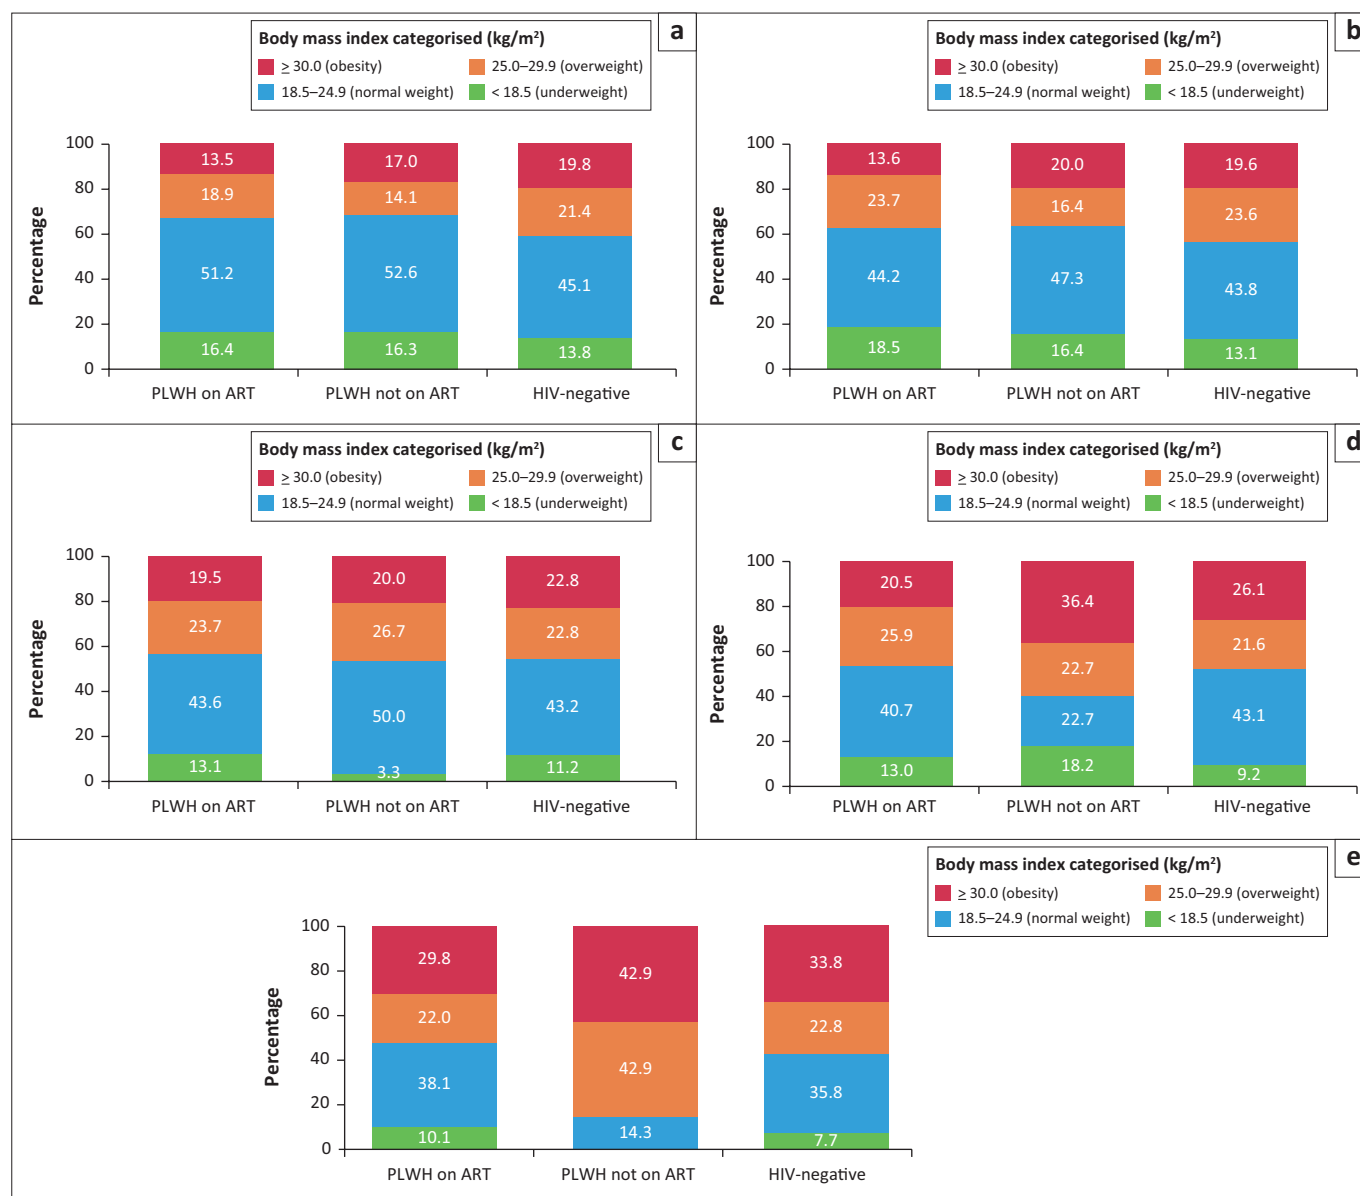 a
Body mass index categorised (kg/m²)
≥ 30.0 (obesity) 25.0–29.9 (overweight)
18.5–24.9 (normal weight) < 18.5 (underweight)
Percentage
100
80
60
40
20
0
13.5 17.0 19.8
18.9 14.1 21.4
51.2 52.6 45.1
16.4 16.3 13.8
PLWH on ART PLWH not on ART HIV-negative
b
Body mass index categorised (kg/m²)
≥ 30.0 (obesity) 25.0–29.9 (overweight)
18.5–24.9 (normal weight) < 18.5 (underweight)
Percentage
100
80
60
40
20
0
13.6 20.0 19.6
23.7 16.4 23.6
44.2 47.3 43.8
18.5 16.4 13.1
PLWH on ART PLWH not on ART HIV-negative
c
Body mass index categorised (kg/m²)
≥ 30.0 (obesity) 25.0–29.9 (overweight)
18.5–24.9 (normal weight) < 18.5 (underweight)
Percentage
100
80
60
40
20
0
19.5 20.0 22.8
23.7 26.7 22.8
43.6 50.0 43.2
13.1 3.3 11.2
PLWH on ART PLWH not on ART HIV-negative
d
Body mass index categorised (kg/m²)
≥ 30.0 (obesity) 25.0–29.9 (overweight)
18.5–24.9 (normal weight) < 18.5 (underweight)
Percentage
100
80
60
40
20
0
20.5 36.4 26.1
25.9 22.7 21.6
40.7 22.7 43.1
13.0 18.2 9.2
PLWH on ART PLWH not on ART HIV-negative
e
Body mass index categorised (kg/m²)
≥ 30.0 (obesity) 25.0–29.9 (overweight)
18.5–24.9 (normal weight) < 18.5 (underweight)
Percentage
100
80
60
40
20
0
29.8 42.9 33.8
22.0 42.9 22.8
38.1 14.3 35.8
10.1 7.7
PLWH on ART PLWH not on ART HIV-negative